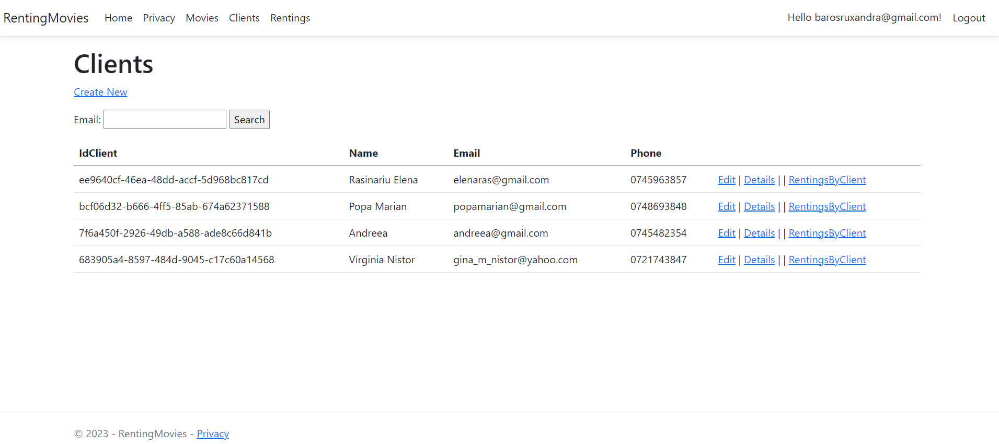 RentingMovies Home Privacy Movies Clients Rentings Hello barosruxandra@gmail.com! Logout
Clients
Create New
Email: Search
IdClient Name Email Phone
ee9640cf-46ea-48dd-accf-5d968bc817cd Rasinariu Elena elenaras@gmail.com 0745963857 Edit | Details | | RentingsByClient
bcf06d32-b666-4ff5-85ab-674a62371588 Popa Marian popamarian@gmail.com 0748693848 Edit | Details | | RentingsByClient
7f6a450f-2926-49db-a588-ade8c66d841b Andreea andreea@gmail.com 0745482354 Edit | Details | | RentingsByClient
683905a4-8597-484d-9045-c17c60a14568 Virginia Nistor gina_m_nistor@yahoo.com 0721743847 Edit | Details | | RentingsByClient
© 2023 - RentingMovies - Privacy